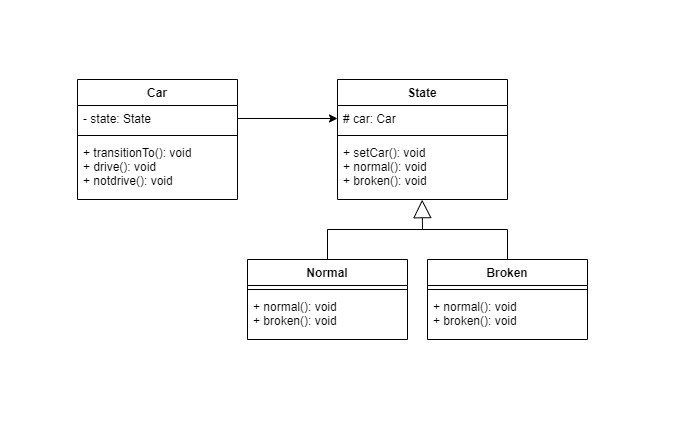 Car
- state: State
+ transitionTo(): void
+ drive(): void
+ notdrive(): void
State
# car: Car
+ setCar(): void
+ normal(): void
+ broken(): void
Normal
+ normal(): void
+ broken(): void
Broken
+ normal(): void
+ broken(): void